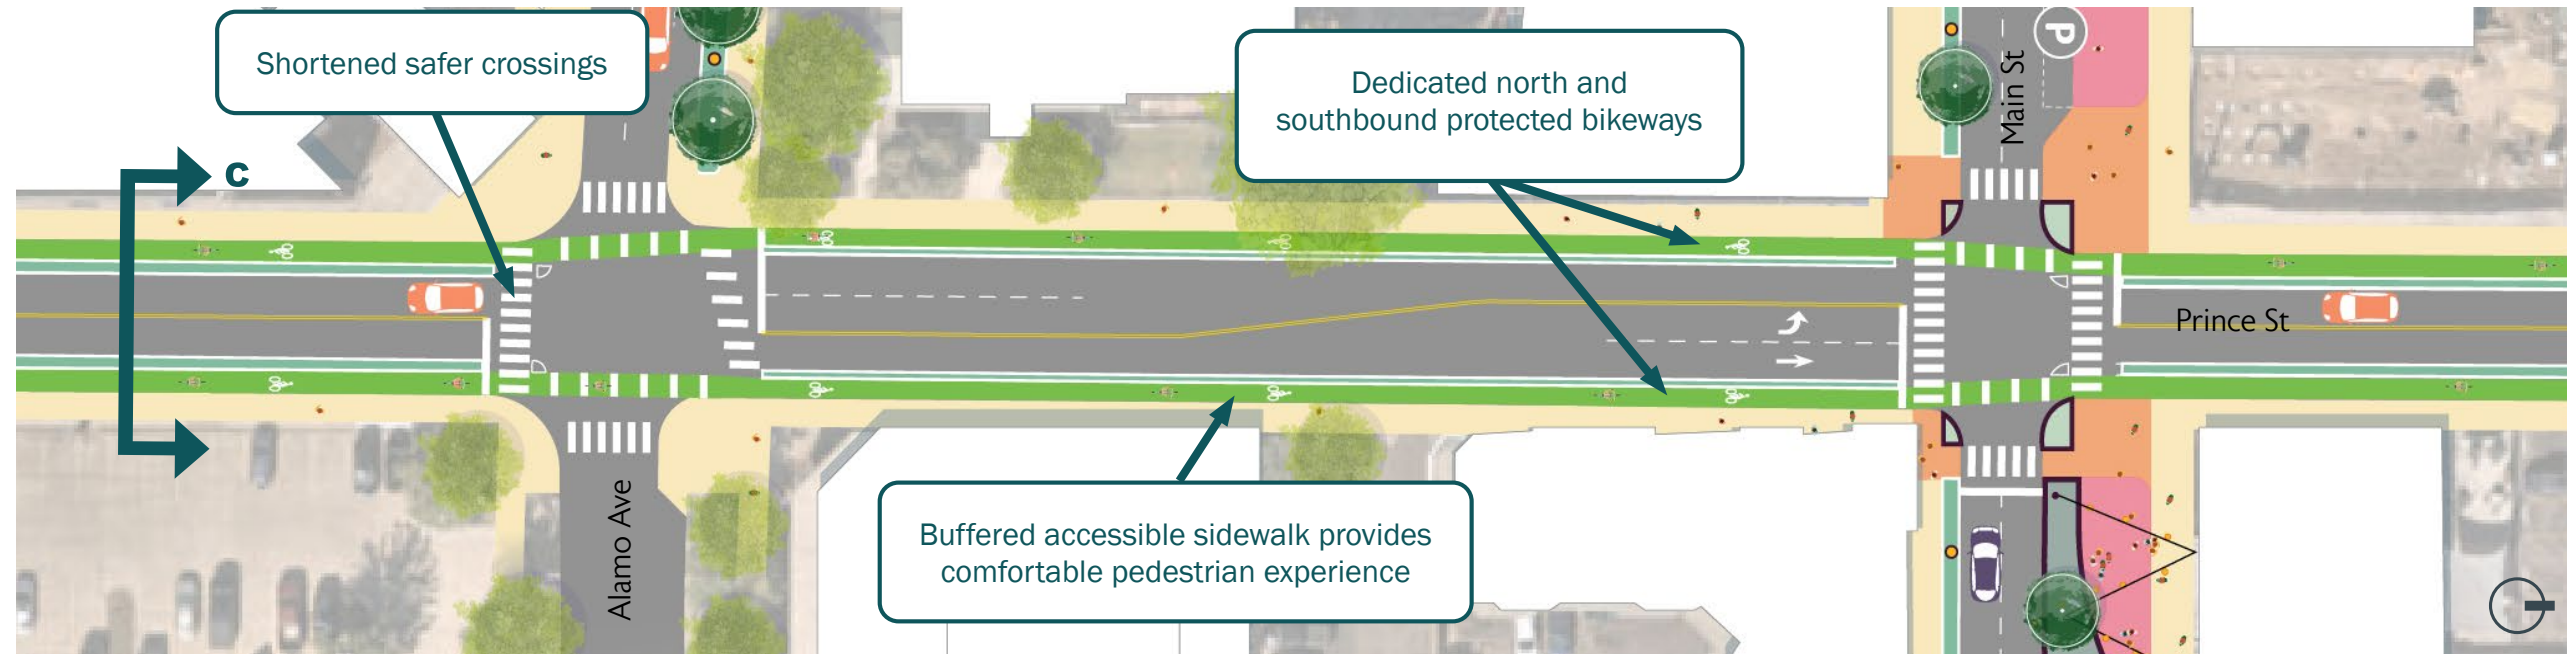 Shortened safer crossings
Dedicated north and
southbound protected bikeways
P
Main St
C
Prince St
Buffered accessible sidewalk provides
comfortable pedestrian experience
Alamo Ave